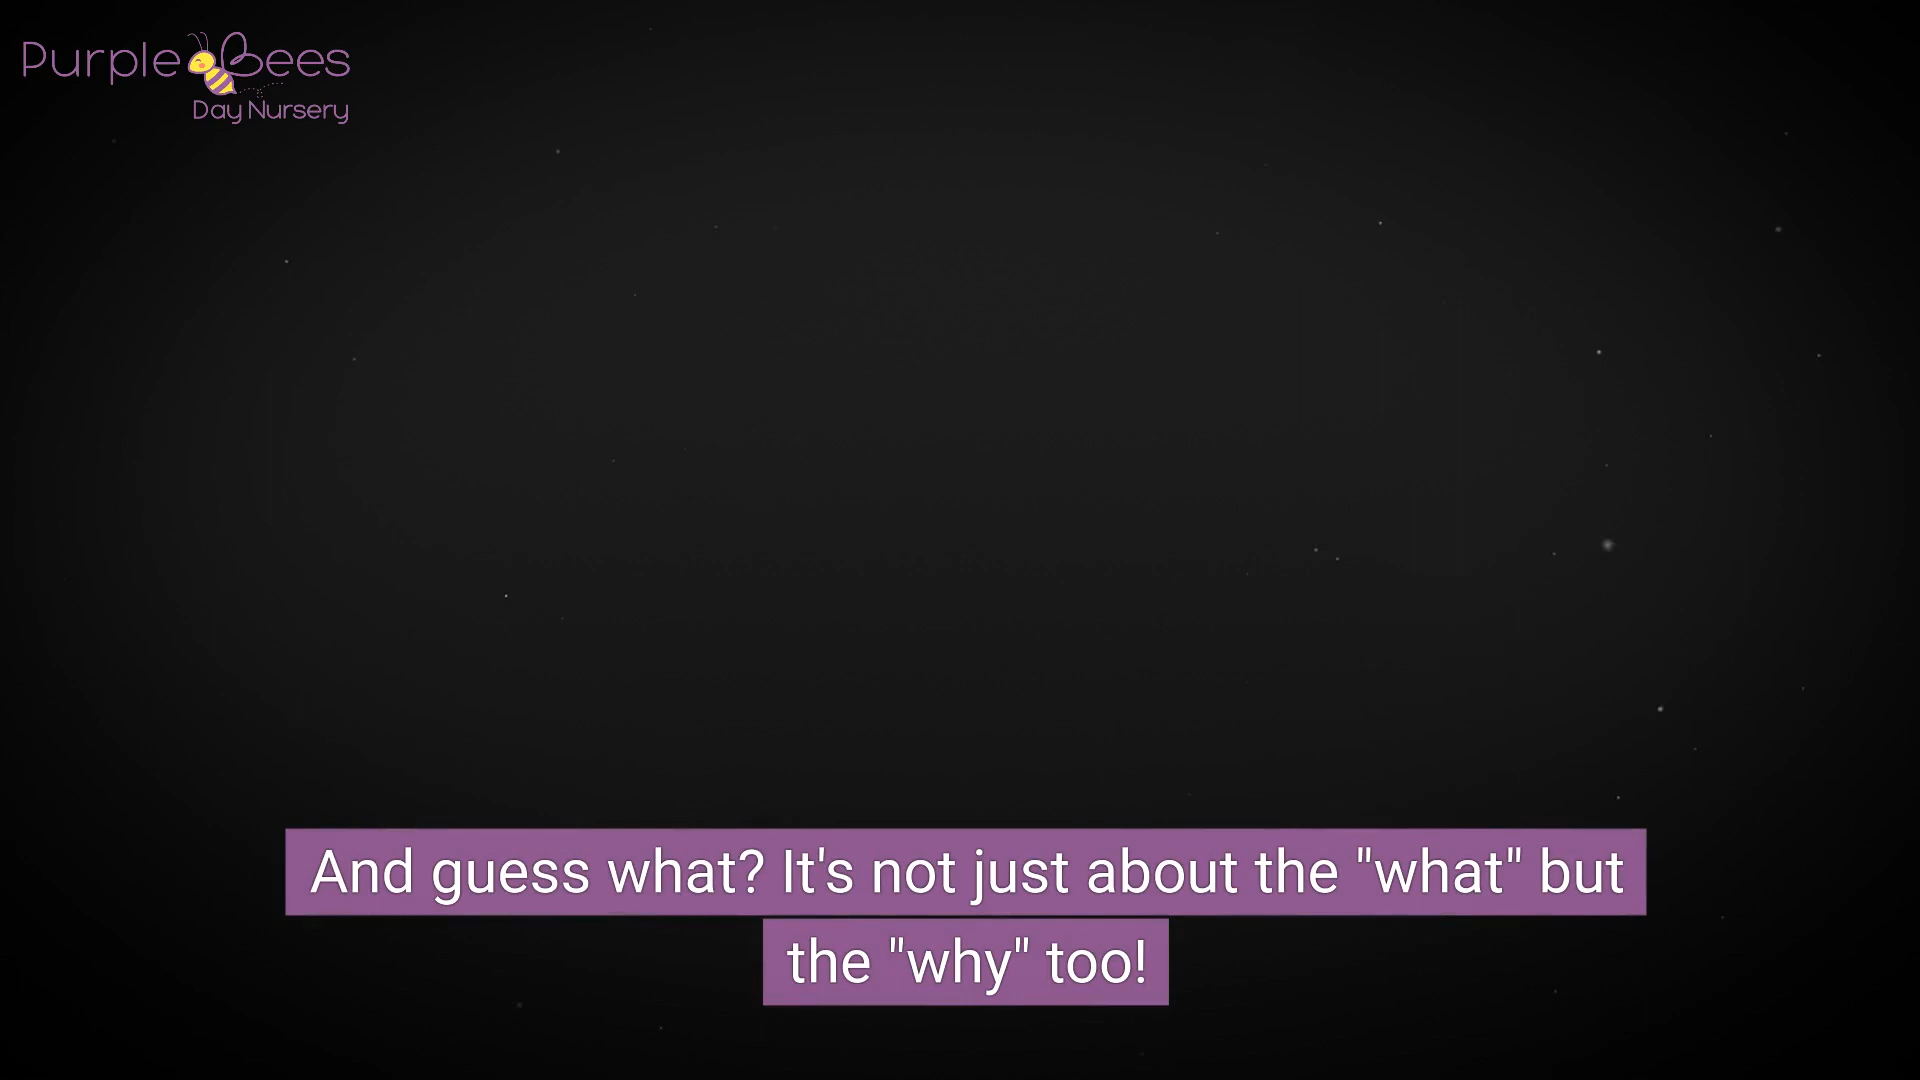 Purple Bees
Day Nursery
And guess what? It's not just about the "what" but
the "why" too!